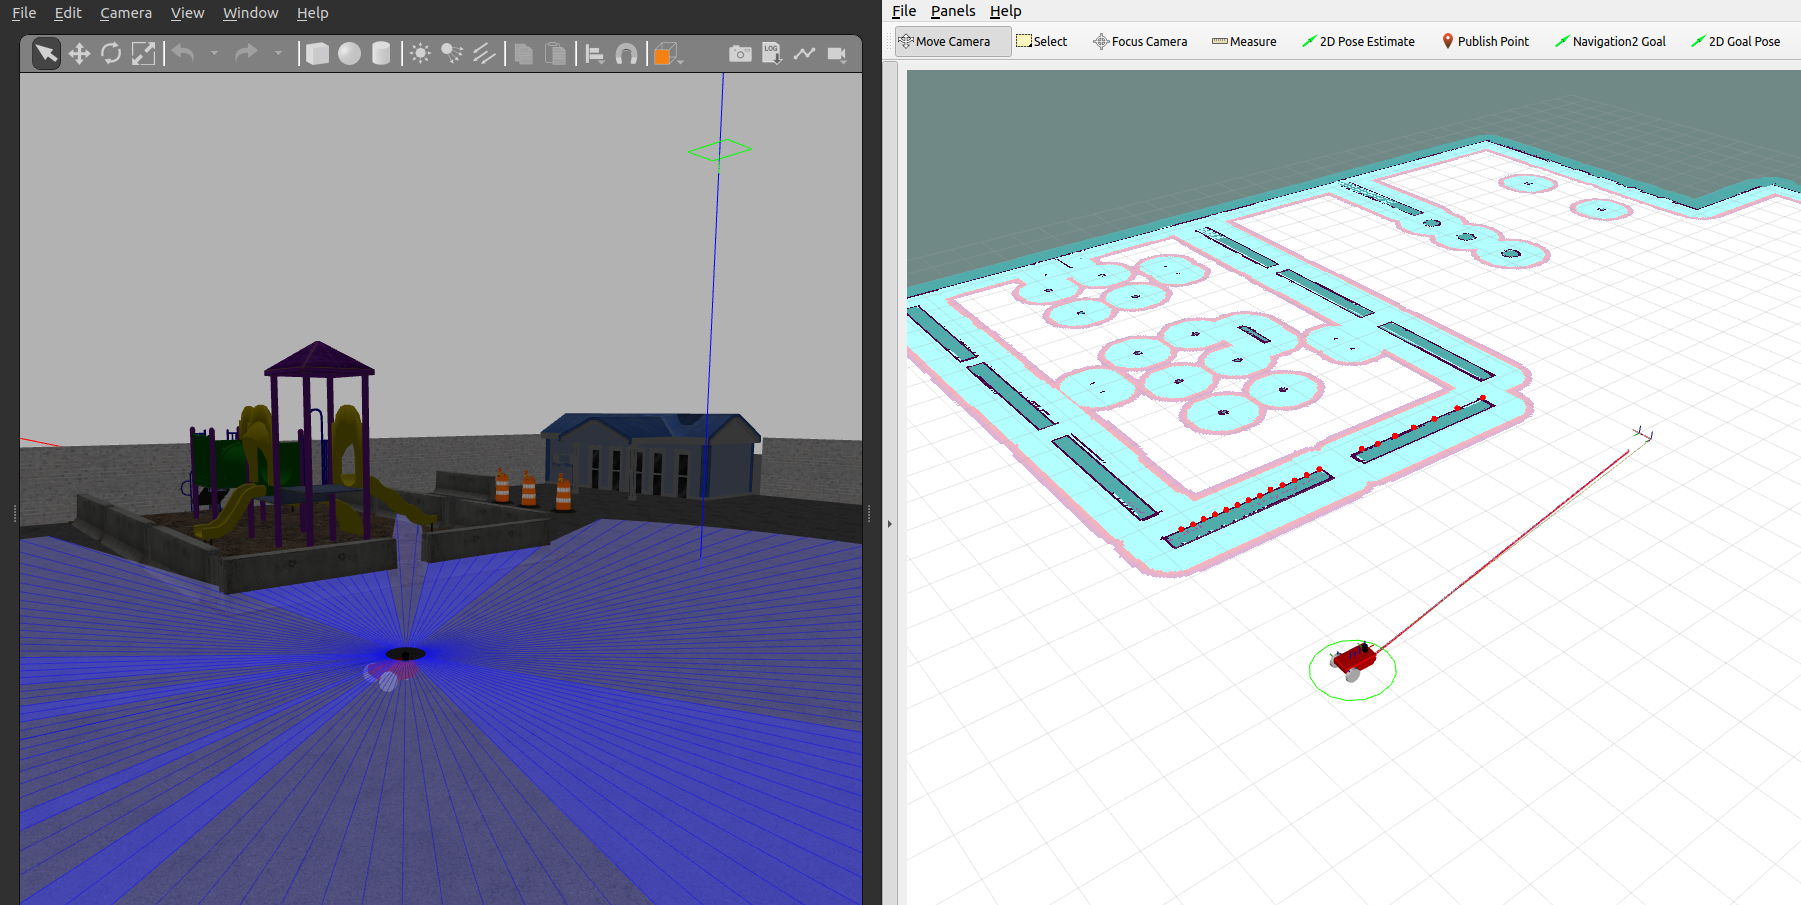 File Edit Camera View Window Help
LOG
File Panels Help
Move Camera Select Focus Camera Measure 2D Pose Estimate Publish Point Navigation2 Goal 2D Goal Pose